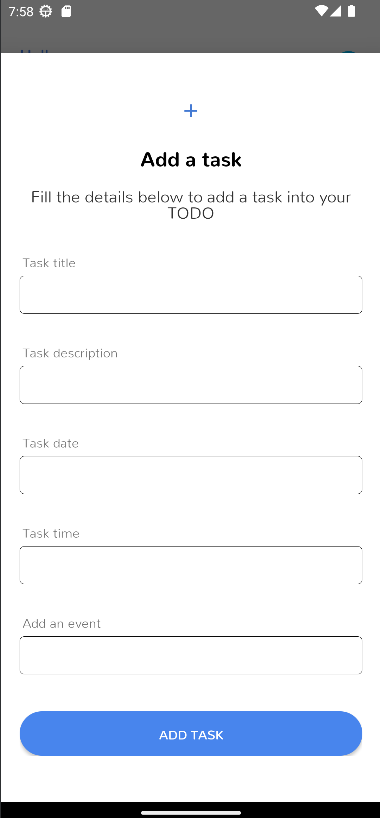 7:58
Add a task
Fill the details below to add a task into your
TODO
Task title
Task description
Task date
Task time
Add an event
ADD TASK